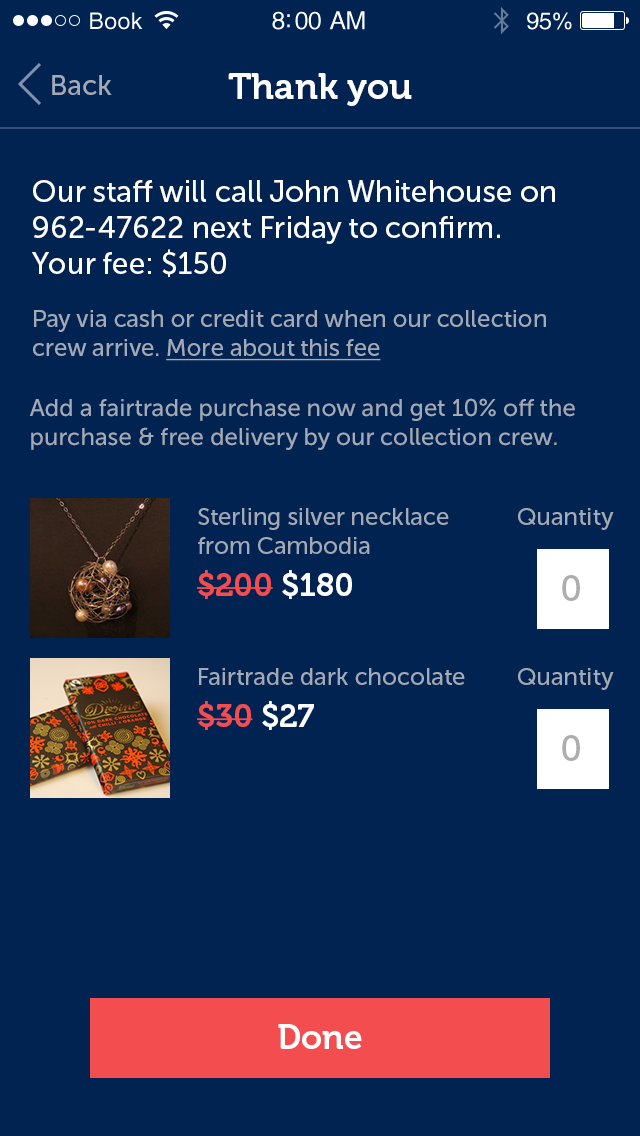 Book 8:00 AM 95%
Back Thank you
Our staff will call John Whitehouse on
962-47622 next Friday to confirm.
Your fee: $150
Pay via cash or credit card when our collection
crew arrive. More about this fee
Add a fairtrade purchase now and get 10% off the
purchase & free delivery by our collection crew.
Sterling silver necklace
from Cambodia
$200 $180
Quantity
0
Divine
70% DARK CHOCOLATE
Fairtrade dark chocolate
$30 $27
Quantity
0
Done